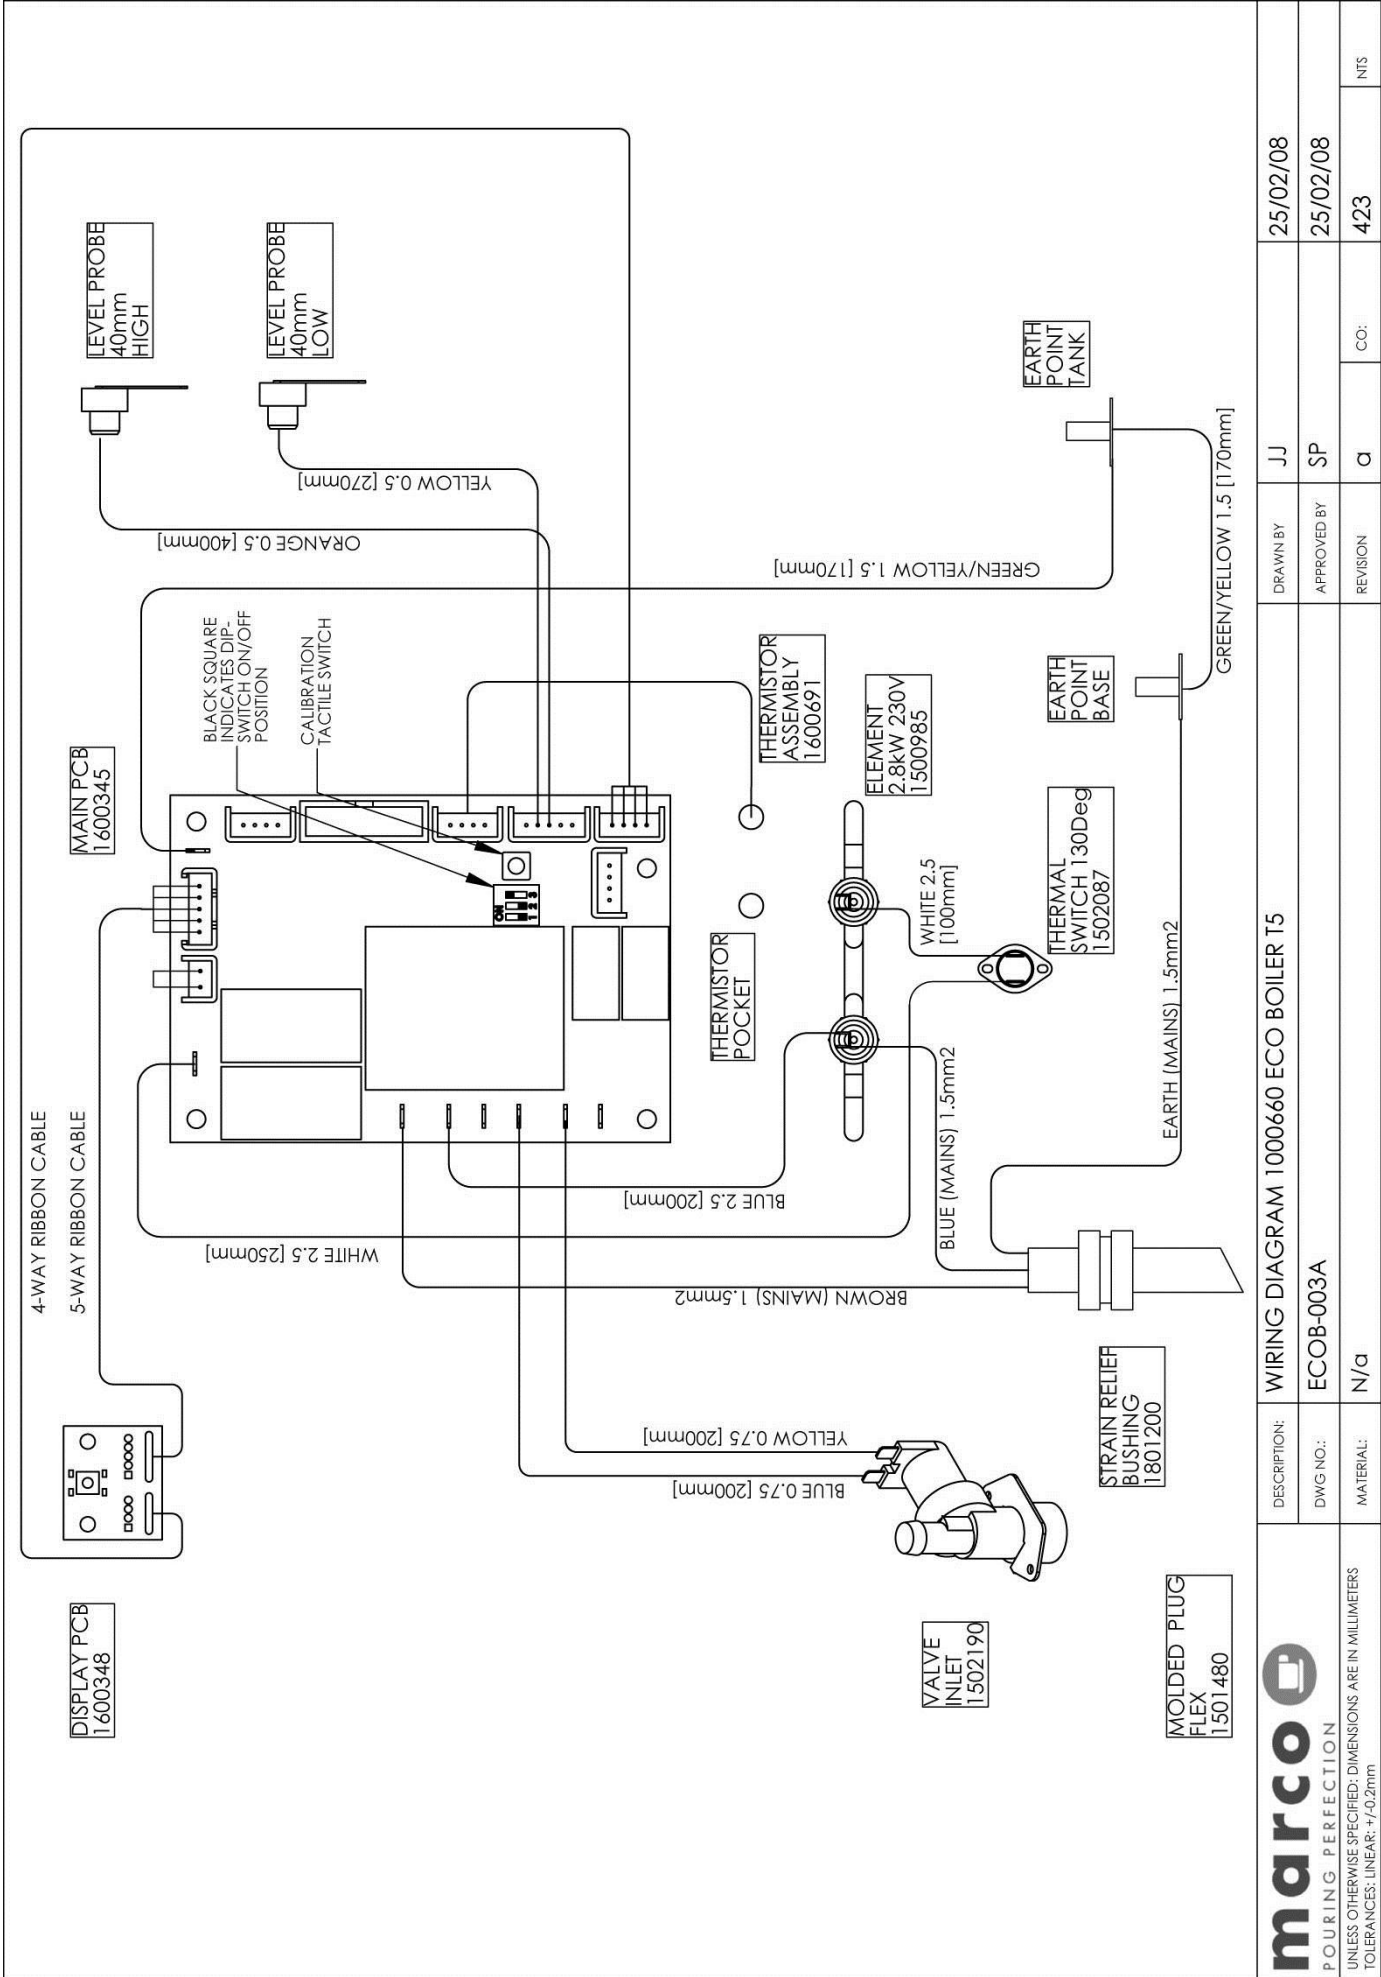 4-WAY RIBBON CABLE
5-WAY RIBBON CABLE
DISPLAY PCB
1600348
MAIN PCB
1600345
LEVEL PROBE
40mm
HIGH
LEVEL PROBE
40mm
LOW
BLACK SQUARE
INDICATES DIP-
SWITCH ON/OFF
POSITION
CALIBRATION
TACTILE SWITCH
ORANGE 0.5 [400mm]
YELLOW 0.5 [270mm]
ON
1 2 3
WHITE 2.5 [250mm]
BLUE 2.5 [200mm]
BROWN (MAINS) 1.5mm2
YELLOW 0.75 [200mm]
BLUE 0.75 [200mm]
GREEN/YELLOW 1.5 [170mm]
THERMISTOR
POCKET
THERMISTOR
ASSEMBLY
1600691
ELEMENT
2.8kW 230V
1500985
WHITE 2.5
[100mm]
THERMAL
SWITCH 130Deg
1502087
EARTH
POINT
TANK
EARTH
POINT
BASE
GREEN/YELLOW 1.5 [170mm]
BLUE (MAINS) 1.5mm2
EARTH (MAINS) 1.5mm2
VALVE
INLET
1502190
STRAIN RELIEF
BUSHING
1801200
MOLDED PLUG
FLEX
1501480
marco
POURING PERFECTION
UNLESS OTHERWISE SPECIFIED: DIMENSIONS ARE IN MILLIMETERS
TOLERANCES: LINEAR: +/-0.2mm
DESCRIPTION: WIRING DIAGRAM 1000660 ECO BOILER T5
DRAWN BY JJ 25/02/08
DWG NO.: ECOB-003A
APPROVED BY SP 25/02/08
MATERIAL: N/a
REVISION a CO: 423 NTS